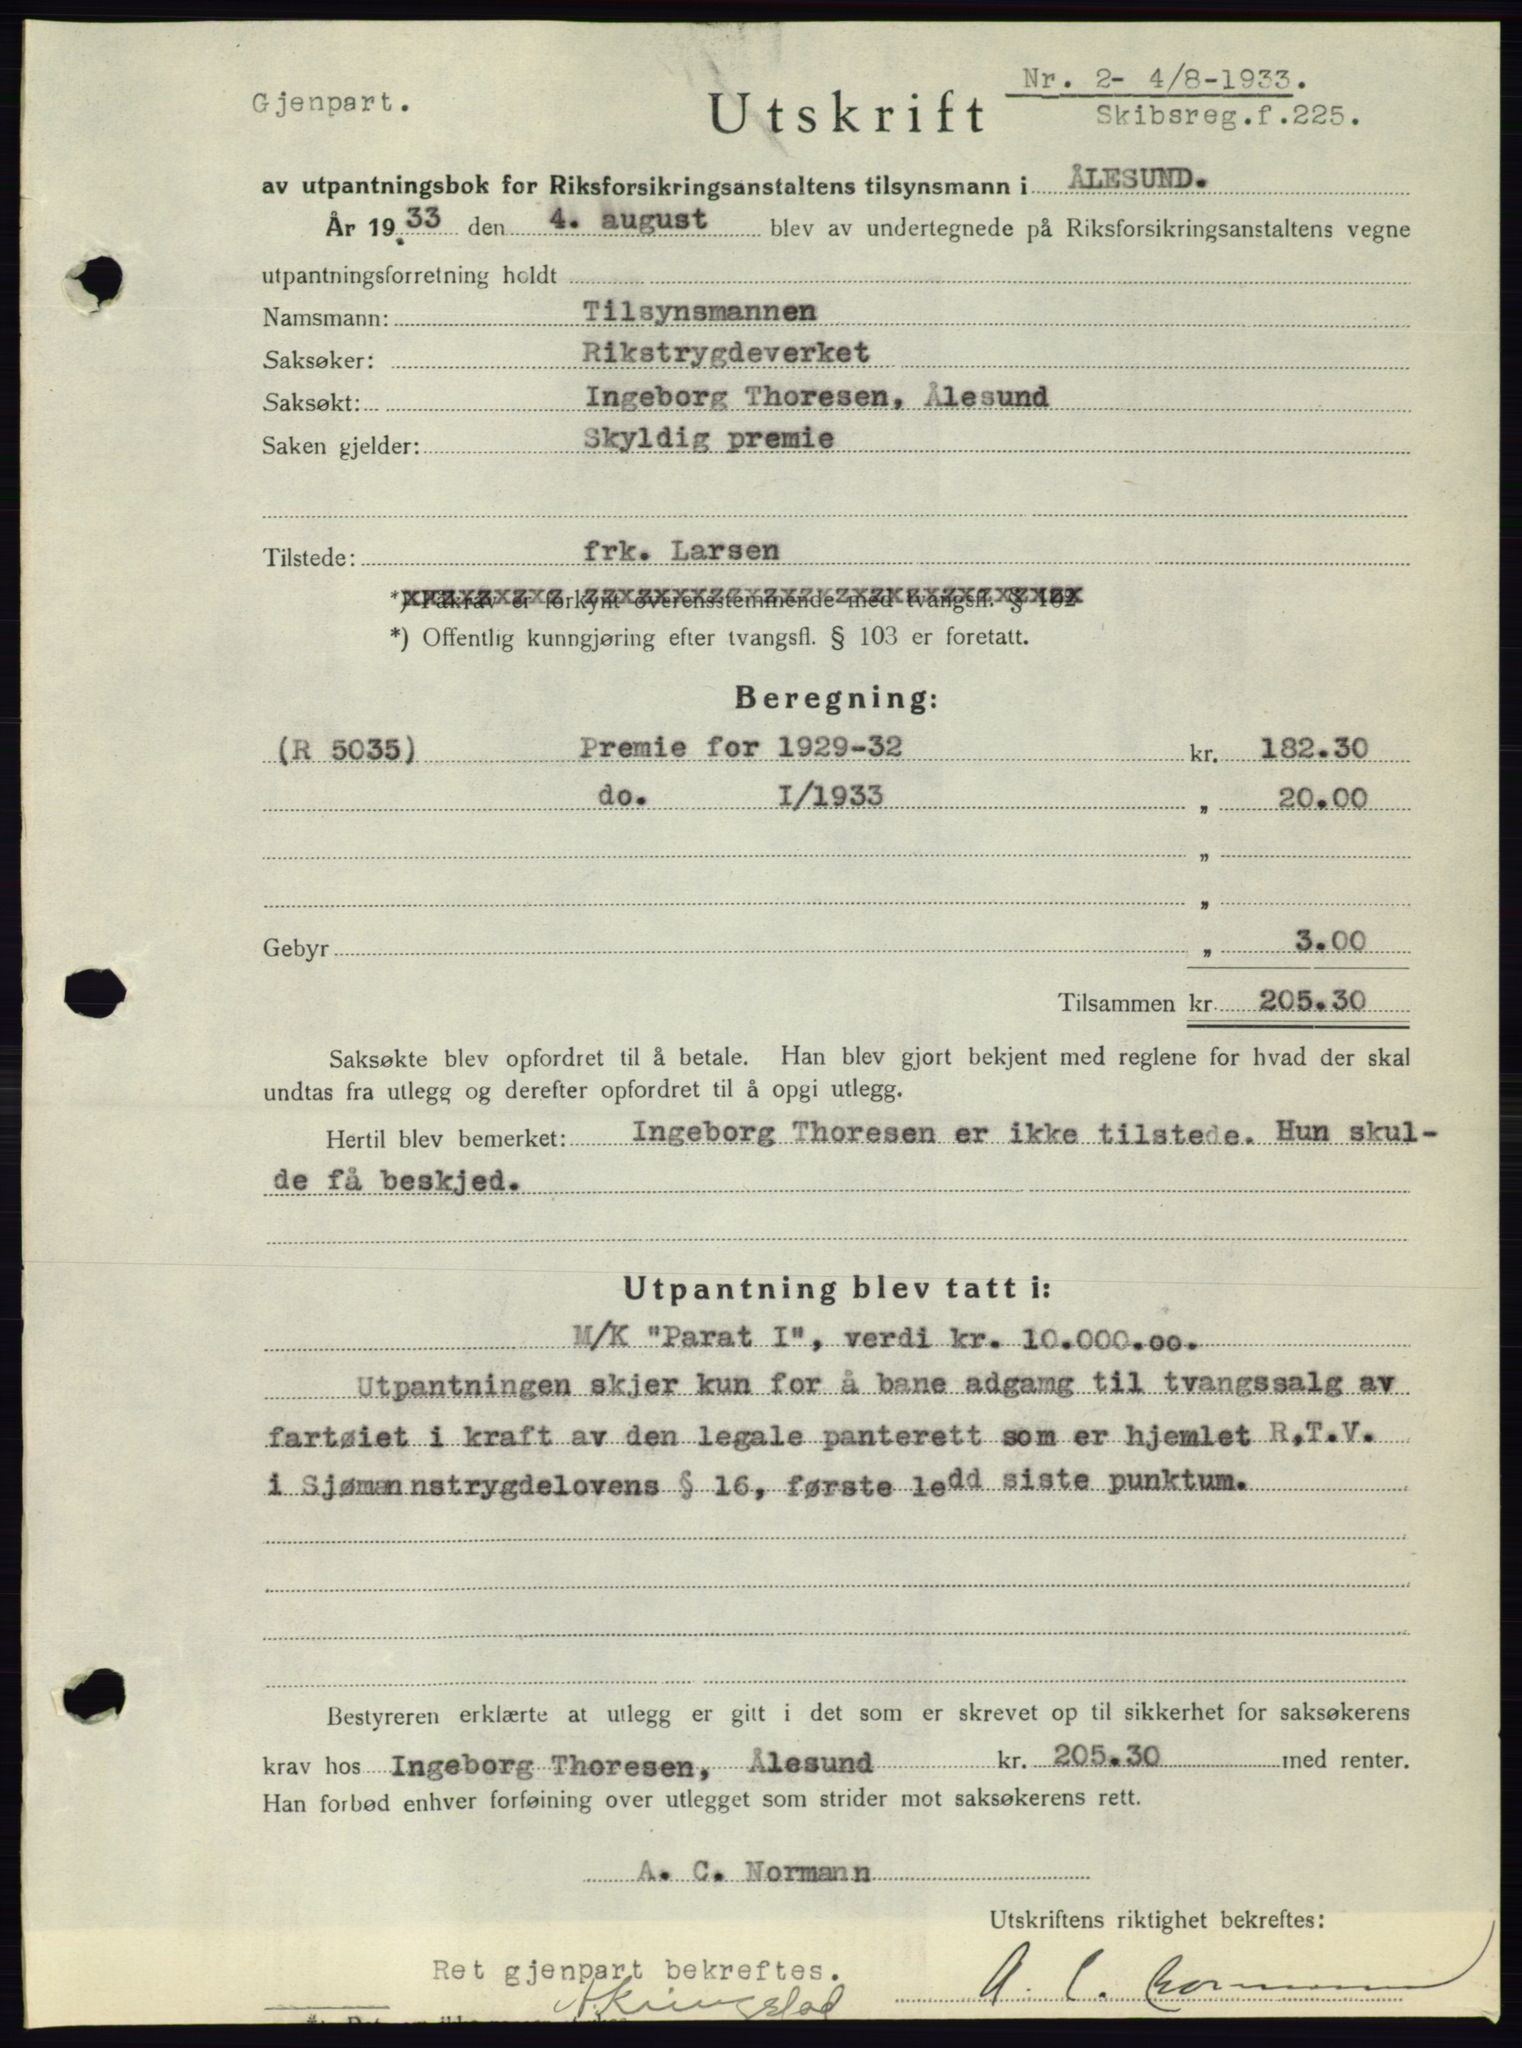 Nr. 2- 4/8-1933.
Gjenpart.
Utskrift
Skibsreg.f.225.
av utpantningsbok for Riksforsikringsanstaltens tilsynsmann i ÅLESUND.
År 1933 den 4. august blev av undertegnede på Riksforsikringsanstaltens vegne
utpantningsforretning holdt
Namsmann: Tilsynsmannen
Saksøker: Rikstrygdeverket
Saksøkt: Ingeborg Thoresen, Ålesund
Saken gjelder: Skyldig premie
Tilstede: frk. Larsen
*) Påkrav er forkynt overensstemmende med tvangsfl. § 102
*) Offentlig kunngjøring efter tvangsfl. § 103 er foretatt.
Beregning:
(R 5035) Premie for 1929-32 kr. 182.30
do. I/1933 „ 20.00
„
„
Gebyr „ 3.00
Tilsammen kr. 205.30
Saksøkte blev opfordret til å betale. Han blev gjort bekjent med reglene for hvad der skal
undtas fra utlegg og derefter opfordret til å opgi utlegg.
Hertil blev bemerket: Ingeborg Thoresen er ikke tilstede. Hun skul-
de få beskjed.
Utpantning blev tatt i:
M/K "Parat I", verdi kr. 10.000.oo.
Utpantningen skjer kun for å bane adgamg til tvangssalg av
fartøiet i kraft av den legale panterett som er hjemlet R.T.V.
i Sjømannstrygdelovens § 16, første ledd siste punktum.
Bestyreren erklærte at utlegg er gitt i det som er skrevet op til sikkerhet for saksøkerens
krav hos Ingeborg Thoresen, Ålesund kr. 205.30 med renter.
Han forbød enhver forføining over utlegget som strider mot saksøkerens rett.
A. C. Normann
Utskriftens riktighet bekreftes:
Ret gjenpart bekreftes.
A. C. Normann